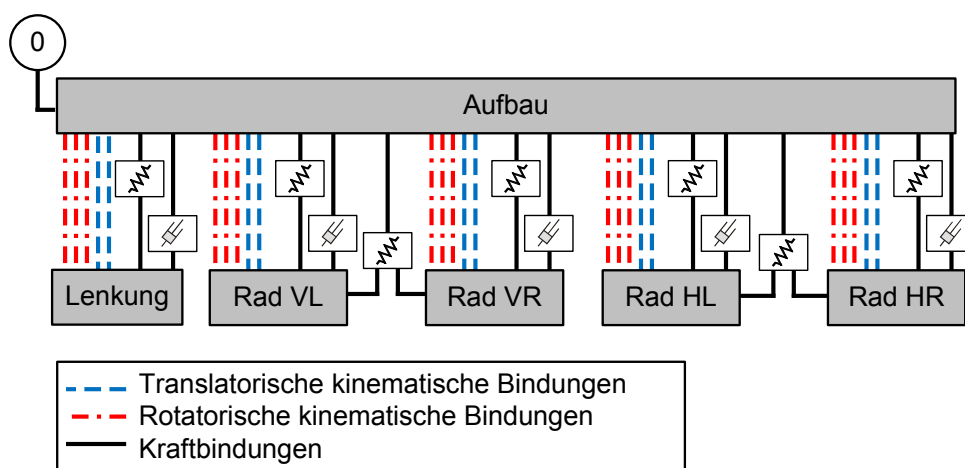 0
Aufbau
Lenkung
Rad VL
Rad VR
Rad HL
Rad HR
Translatorische kinematische Bindungen
Rotatorische kinematische Bindungen
Kraftbindungen